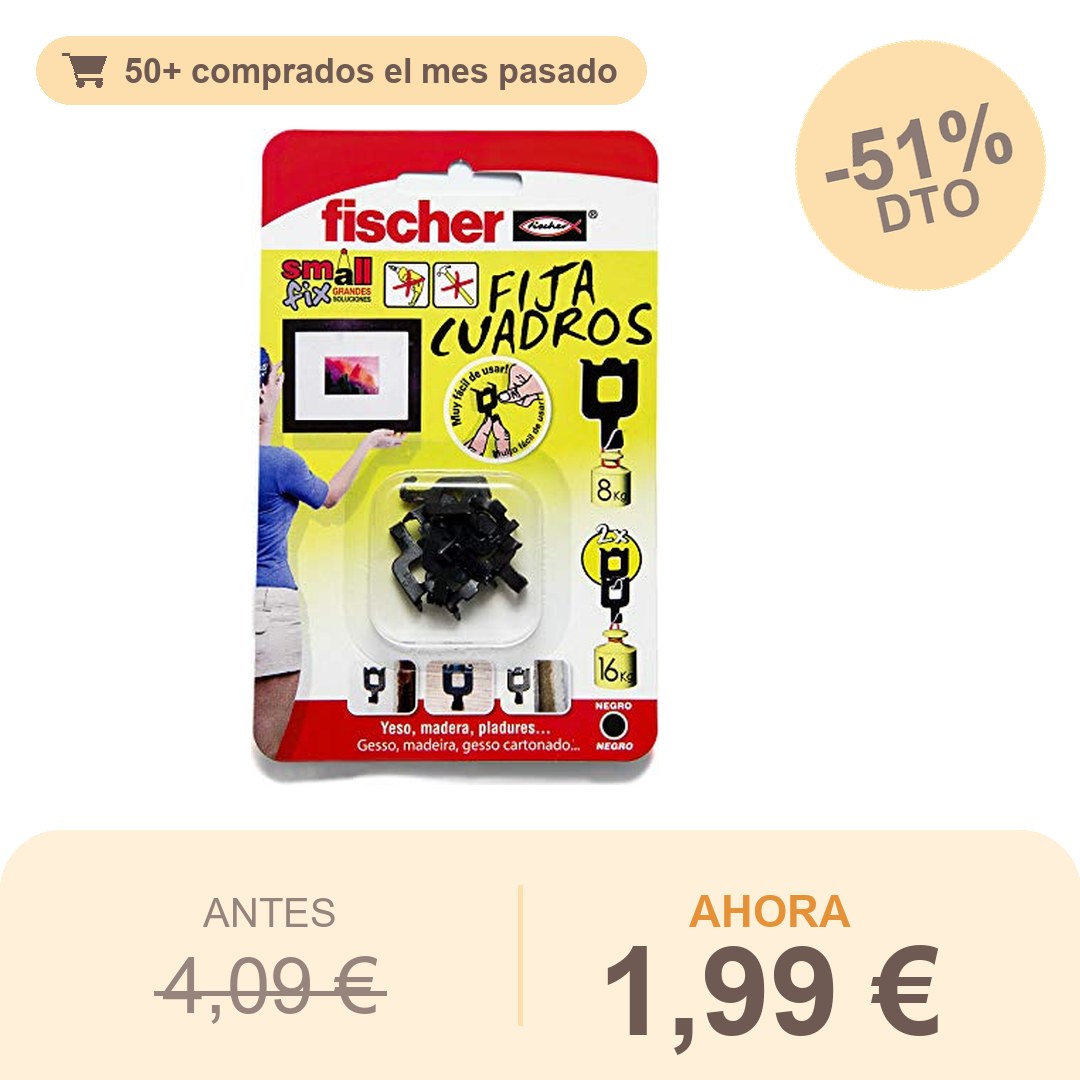 50+ comprados el mes pasado
-51%
DTO
fischer fischer ®
small
fix GRANDES
SOLUCIONES
FIJA
CUADROS
Muy fácil de usar!
Muito fácil de usar!
8Kg
2x
16Kg
NEGRO
NEGRO
Yeso, madera, pladures...
Gesso, madeira, gesso cartonado...
ANTES
AHORA
4,09 €
1,99 €